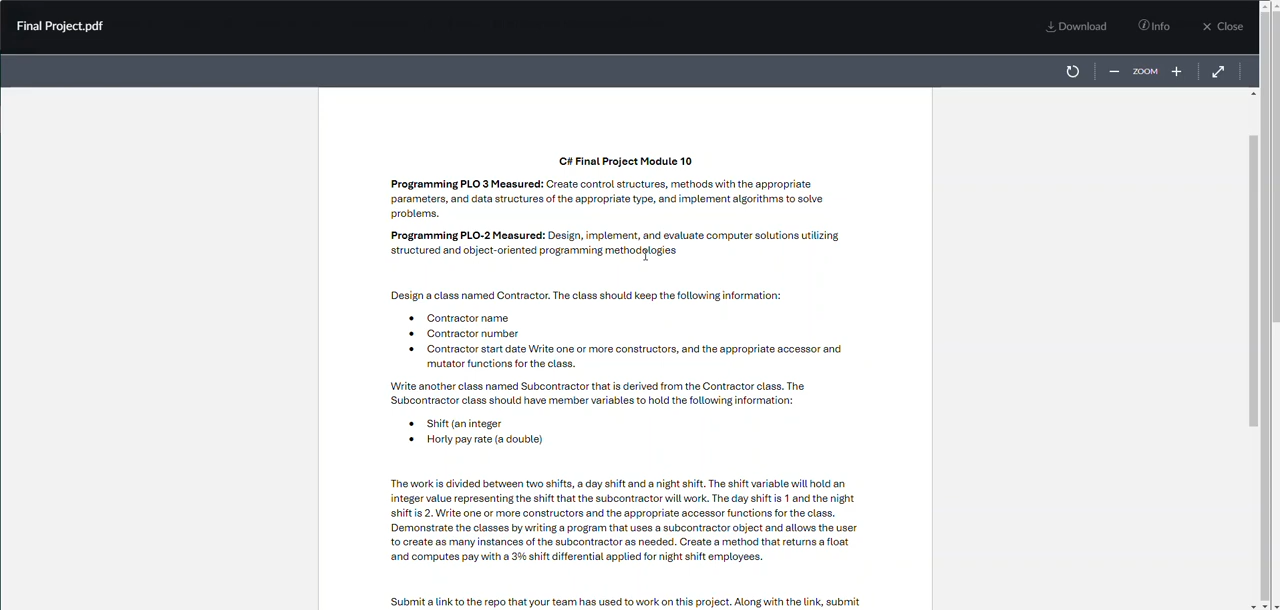 Final Project.pdf
Download
Info
Close
ZOOM
C# Final Project Module 10
Programming PLO 3 Measured: Create control structures, methods with the appropriate
parameters, and data structures of the appropriate type, and implement algorithms to solve
problems.
Programming PLO-2 Measured: Design, implement, and evaluate computer solutions utilizing
structured and object-oriented programming methodologies
Design a class named Contractor. The class should keep the following information:
• Contractor name
• Contractor number
• Contractor start date Write one or more constructors, and the appropriate accessor and
mutator functions for the class.
Write another class named Subcontractor that is derived from the Contractor class. The
Subcontractor class should have member variables to hold the following information:
• Shift (an integer
• Horly pay rate (a double)
The work is divided between two shifts, a day shift and a night shift. The shift variable will hold an
integer value representing the shift that the subcontractor will work. The day shift is 1 and the night
shift is 2. Write one or more constructors and the appropriate accessor functions for the class.
Demonstrate the classes by writing a program that uses a subcontractor object and allows the user
to create as many instances of the subcontractor as needed. Create a method that returns a float
and computes pay with a 3% shift differential applied for night shift employees.
Submit a link to the repo that your team has used to work on this project. Along with the link, submit